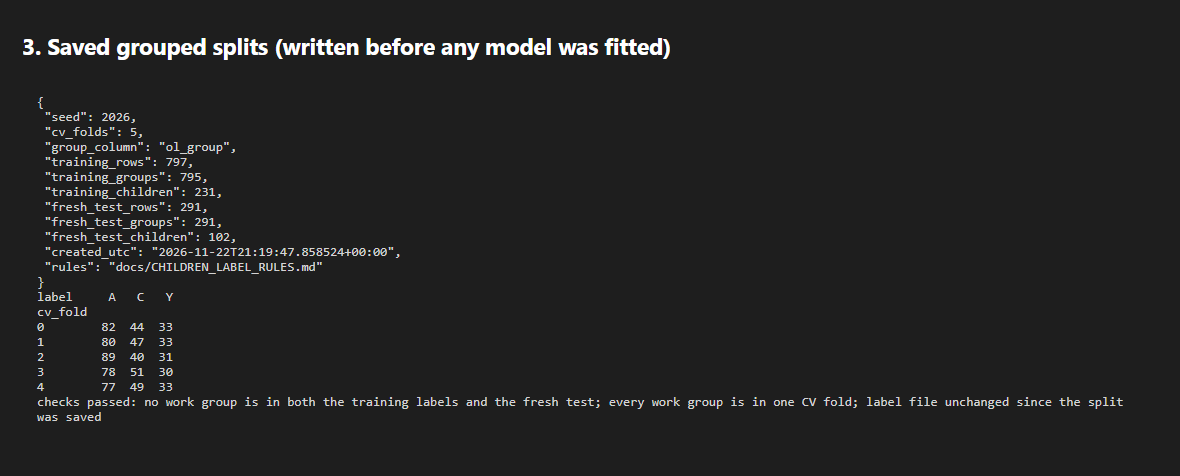 3. Saved grouped splits (written before any model was fitted)
{
"seed": 2026,
"cv_folds": 5,
"group_column": "ol_group",
"training_rows": 797,
"training_groups": 795,
"training_children": 231,
"fresh_test_rows": 291,
"fresh_test_groups": 291,
"fresh_test_children": 102,
"created_utc": "2026-11-22T21:19:47.858524+00:00",
"rules": "docs/CHILDREN_LABEL_RULES.md"
}
label A C Y
cv_fold
0 82 44 33
1 80 47 33
2 89 40 31
3 78 51 30
4 77 49 33
checks passed: no work group is in both the training labels and the fresh test; every work group is in one CV fold; label file unchanged since the split
was saved